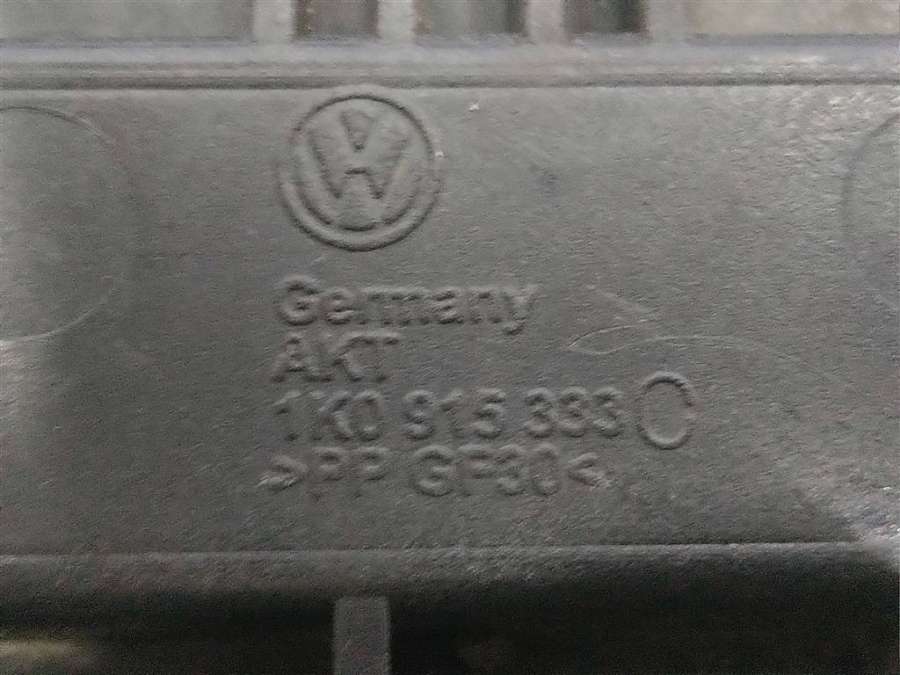 Germany
AKT
1K0 915 333 C
>PP GF30<